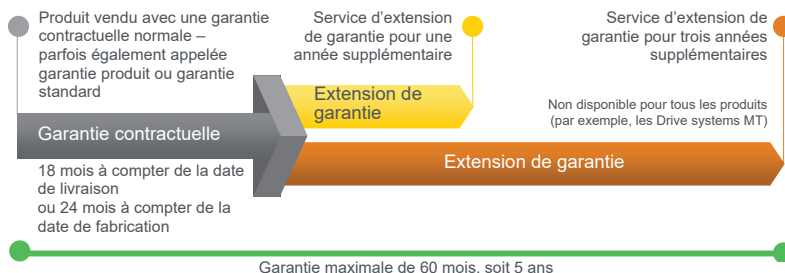 Produit vendu avec une garantie
contractuelle normale –
parfois également appelée
garantie produit ou garantie
standard
Service d’extension
de garantie pour une
année supplémentaire
Service d’extension de
garantie pour trois années
supplémentaires
Extension de
garantie
Non disponible pour tous les produits
(par exemple, les Drive systems MT)
Garantie contractuelle
Extension de garantie
18 mois à compter de la date
de livraison
ou 24 mois à compter de la
date de fabrication
Garantie maximale de 60 mois, soit 5 ans